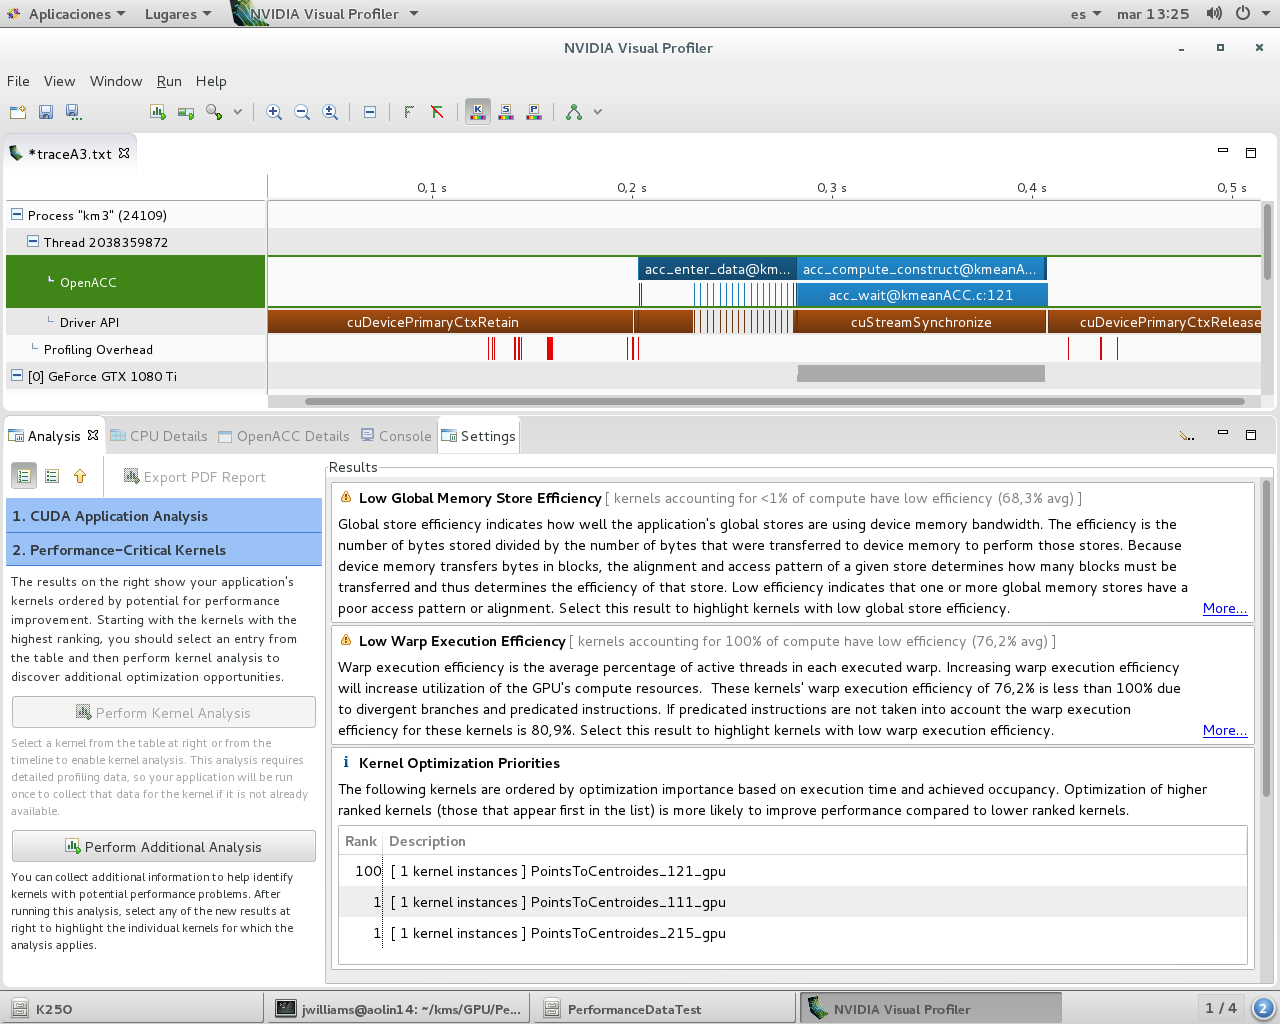 Aplicaciones Lugares NVIDIA Visual Profiler es mar 13:25
NVIDIA Visual Profiler
File View Window Run Help
K S P
*traceA3.txt
0,1 s 0,2 s 0,3 s 0,4 s 0,5 s
Process "km3" (24109)
Thread 2038359872
OpenACC
acc_enter_data@km... acc_compute_construct@kmeanA...
acc_wait@kmeanACC.c:121
Driver API cuDevicePrimaryCtxRetain cuStreamSynchronize cuDevicePrimaryCtxRelease
Profiling Overhead
[0] GeForce GTX 1080 Ti
Analysis CPU Details OpenACC Details Console Settings
Export PDF Report
1. CUDA Application Analysis
2. Performance-Critical Kernels
The results on the right show your application's
kernels ordered by potential for performance
improvement. Starting with the kernels with the
highest ranking, you should select an entry from
the table and then perform kernel analysis to
discover additional optimization opportunities.
Perform Kernel Analysis
Select a kernel from the table at right or from the
timeline to enable kernel analysis. This analysis requires
detailed profiling data, so your application will be run
once to collect that data for the kernel if it is not already
available.
Perform Additional Analysis
You can collect additional information to help identify
kernels with potential performance problems. After
running this analysis, select any of the new results at
right to highlight the individual kernels for which the
analysis applies.
Results
Low Global Memory Store Efficiency [ kernels accounting for <1% of compute have low efficiency (68,3% avg) ]
Global store efficiency indicates how well the application's global stores are using device memory bandwidth. The efficiency is the
number of bytes stored divided by the number of bytes that were transferred to device memory to perform those stores. Because
device memory transfers bytes in blocks, the alignment and access pattern of a given store determines how many blocks must be
transferred and thus determines the efficiency of that store. Low efficiency indicates that one or more global memory stores have a
poor access pattern or alignment. Select this result to highlight kernels with low global store efficiency. More...
Low Warp Execution Efficiency [ kernels accounting for 100% of compute have low efficiency (76,2% avg) ]
Warp execution efficiency is the average percentage of active threads in each executed warp. Increasing warp execution efficiency
will increase utilization of the GPU's compute resources. These kernels' warp execution efficiency of 76,2% is less than 100% due
to divergent branches and predicated instructions. If predicated instructions are not taken into account the warp execution
efficiency for these kernels is 80,9%. Select this result to highlight kernels with low warp execution efficiency. More...
Kernel Optimization Priorities
The following kernels are ordered by optimization importance based on execution time and achieved occupancy. Optimization of higher
ranked kernels (those that appear first in the list) is more likely to improve performance compared to lower ranked kernels.
Rank Description
100 [ 1 kernel instances ] PointsToCentroides_121_gpu
1 [ 1 kernel instances ] PointsToCentroides_111_gpu
1 [ 1 kernel instances ] PointsToCentroides_215_gpu
K250 jwilliams@aolin14: ~/kms/GPU/Pe... PerformanceDataTest NVIDIA Visual Profiler 1 / 4 2